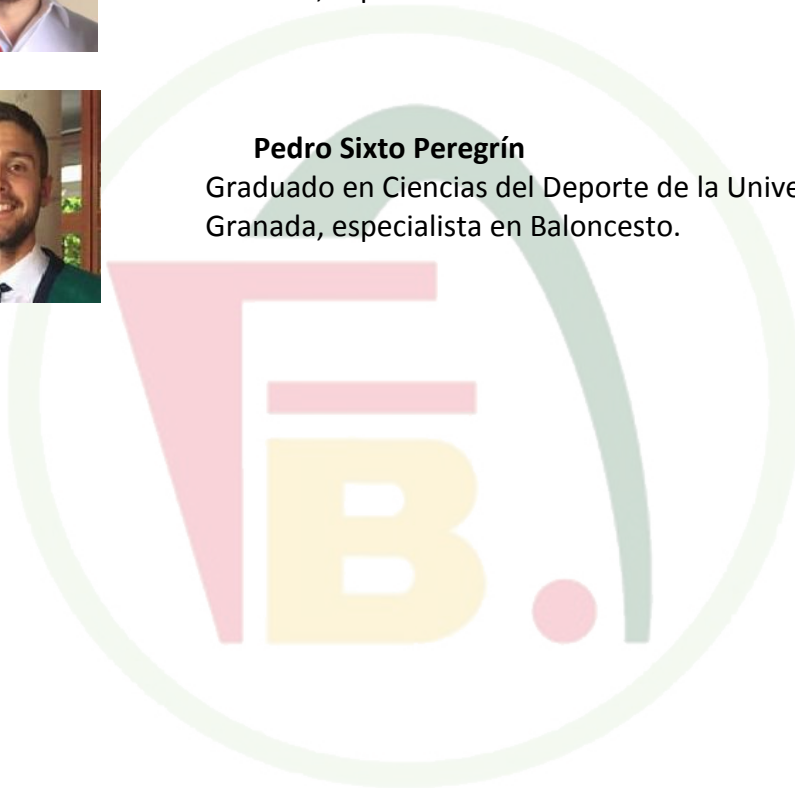 Pedro Sixto Peregrín
Graduado en Ciencias del Deporte de la
Granada, especialista en Baloncesto.
B.